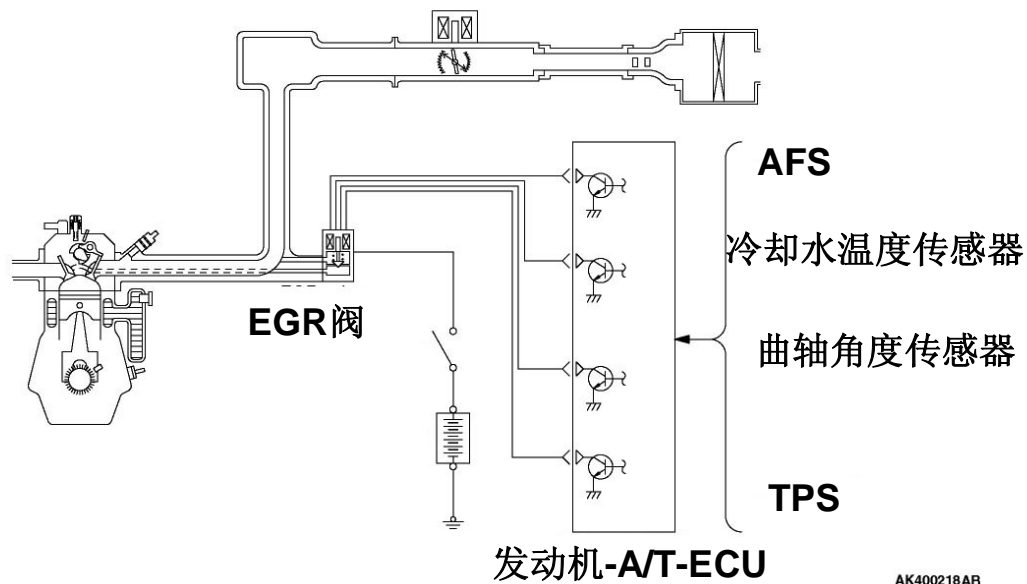 AFS
冷却水温度传感器
EGR阀
曲轴角度传感器
TPS
发动机-A/T-ECU
AK400218AB